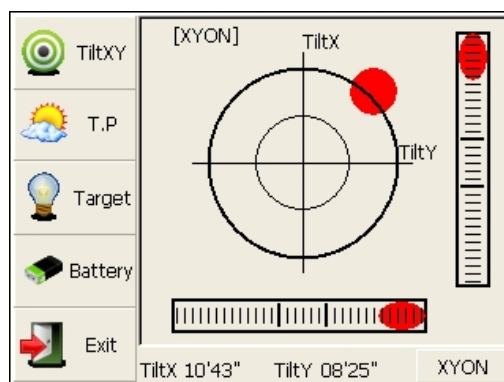 TiltXY
T.P
Target
Battery
Exit
[XYON]
TiltX
TiltY
TiltX 10'43"
TiltY 08'25"
XYON